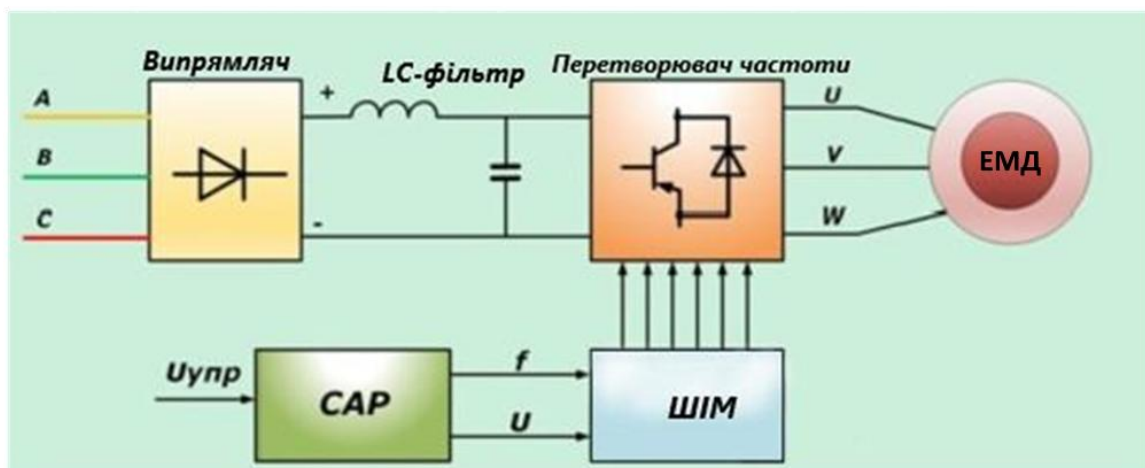 Випрямляч
LC-фільтр
Перетворювач частоти
A
B
C
+
-
U
V
W
ЕМД
Uупр
САР
f
U
ШІМ